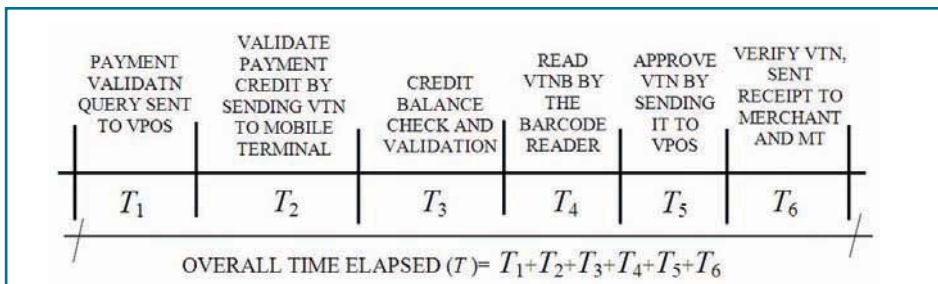 PAYMENT
VALIDATN
QUERY SENT
TO VPOS
VALIDATE
PAYMENT
CREDIT BY
SENDING VTN
TO MOBILE
TERMINAL
CREDIT
BALANCE
CHECK AND
VALIDATION
READ
VTNB BY
THE
BARCODE
READER
APPROVE
VTN BY
SENDING
IT TO
VPOS
VERIFY VTN,
SENT
RECEIPT TO
MERCHANT
AND MT
T1
T2
T3
T4
T5
T6
OVERALL TIME ELAPSED (T)= T1+T2+T3+T4+T5+T6